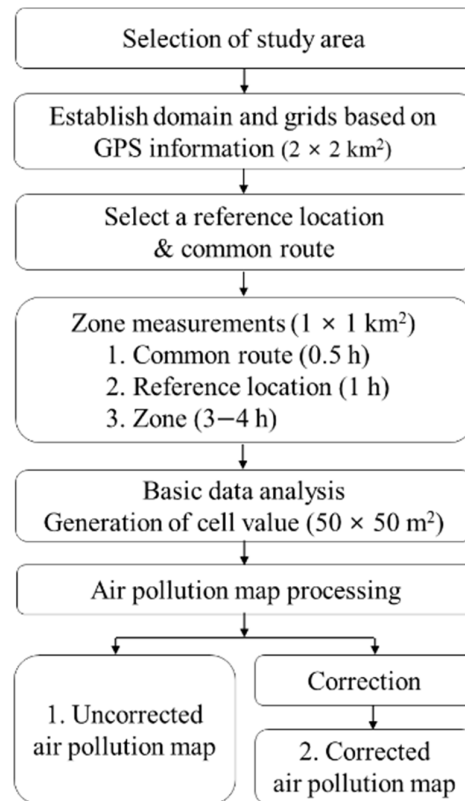 Selection of study area
Establish domain and grids based on
GPS information (2 × 2 km²)
Select a reference location
& common route
Zone measurements (1 × 1 km²)
1. Common route (0.5 h)
2. Reference location (1 h)
3. Zone (3−4 h)
Basic data analysis
Generation of cell value (50 × 50 m²)
Air pollution map processing
1. Uncorrected
air pollution map
Correction
2. Corrected
air pollution map